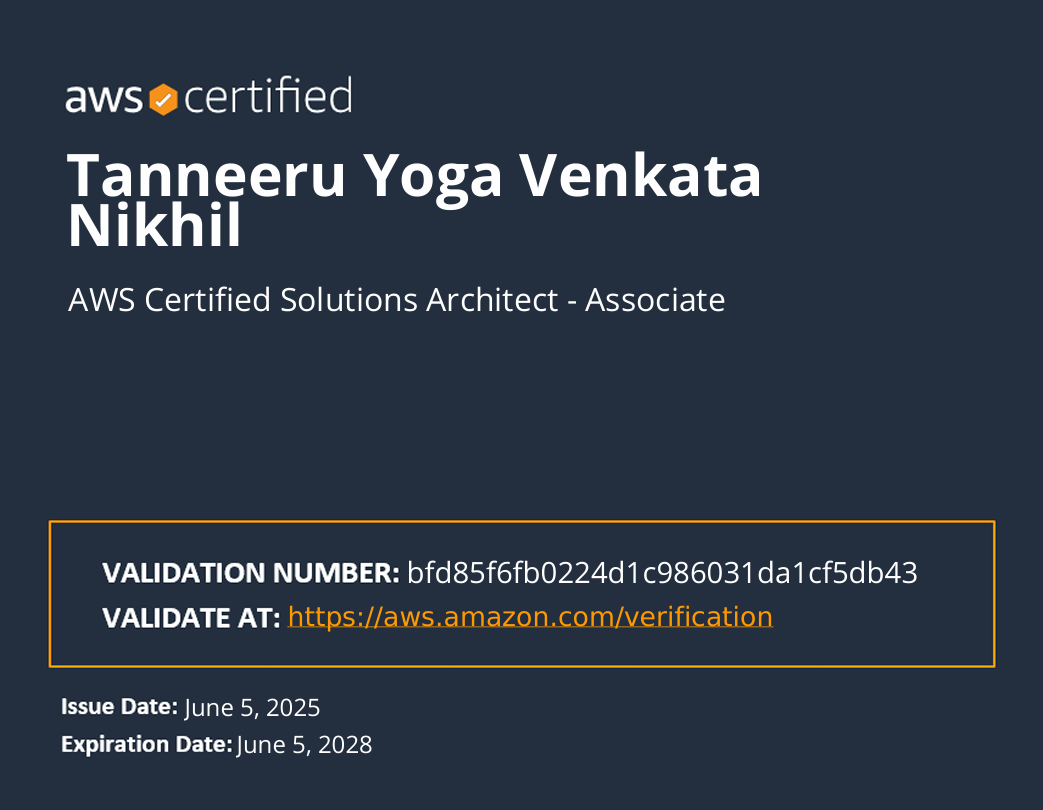 aws certified
Tanneeru Yoga Venkata
Nikhil
AWS Certified Solutions Architect - Associate
VALIDATION NUMBER: bfd85f6fb0224d1c986031da1cf5db43
VALIDATE AT: https://aws.amazon.com/verification
Issue Date: June 5, 2025
Expiration Date: June 5, 2028